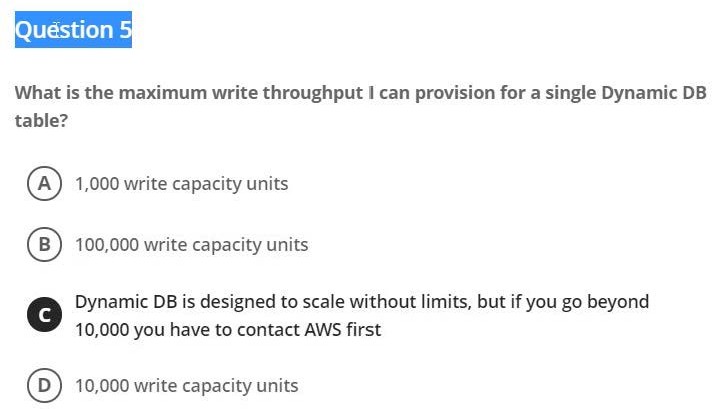 Question 5
What is the maximum write throughput I can provision for a single Dynamic DB
table?
A 1,000 write capacity units
B 100,000 write capacity units
C Dynamic DB is designed to scale without limits, but if you go beyond
10,000 you have to contact AWS first
D 10,000 write capacity units